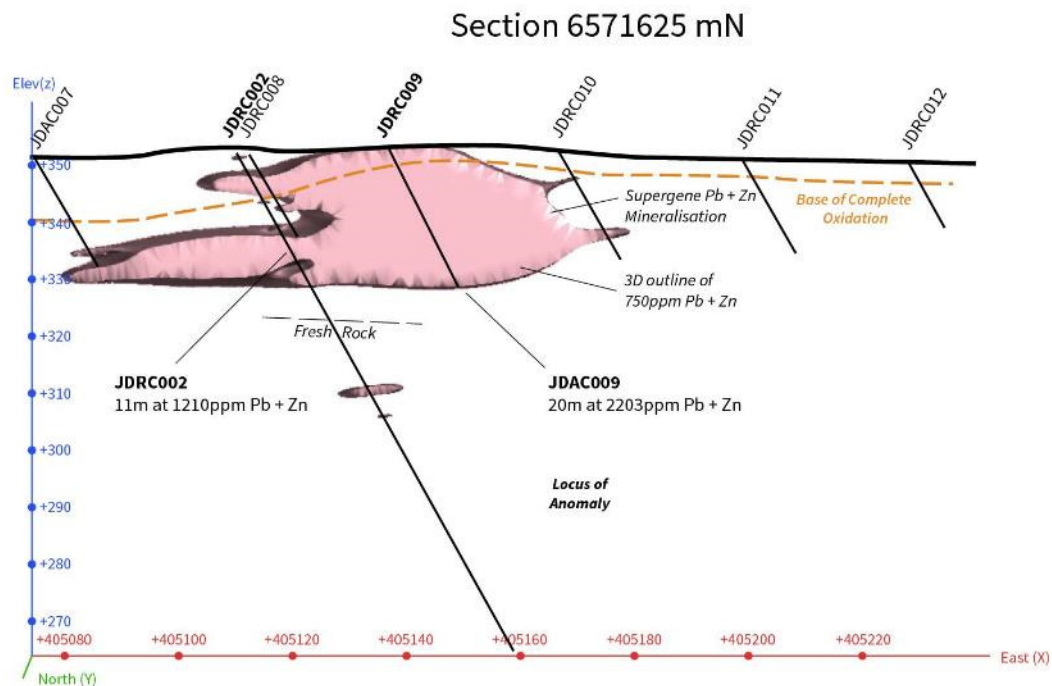 Section 6571625 mN
Elev(z)
JDAC007
JDRC002
JDRC008
JDRC009
JDRC010
JDRC011
JDRC012
+350
+340
+330
+320
+310
+300
+290
+280
+270
Supergene Pb + Zn
Mineralisation
Base of Complete
Oxidation
3D outline of
750ppm Pb + Zn
Fresh Rock
JDRC002
11m at 1210ppm Pb + Zn
JDAC009
20m at 2203ppm Pb + Zn
Locus of
Anomaly
+405080
+405100
+405120
+405140
+405160
+405180
+405200
+405220
East (X)
North (Y)